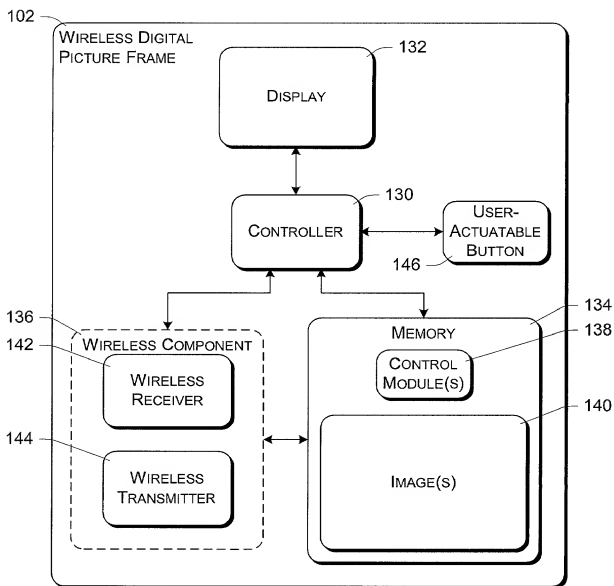 102
WIRELESS DIGITAL
PICTURE FRAME
132
DISPLAY
130
CONTROLLER
USER-
ACTUATABLE
BUTTON
146
136
WIRELESS COMPONENT
142
WIRELESS
RECEIVER
144
WIRELESS
TRANSMITTER
134
MEMORY
138
CONTROL
MODULE(S)
140
IMAGE(S)